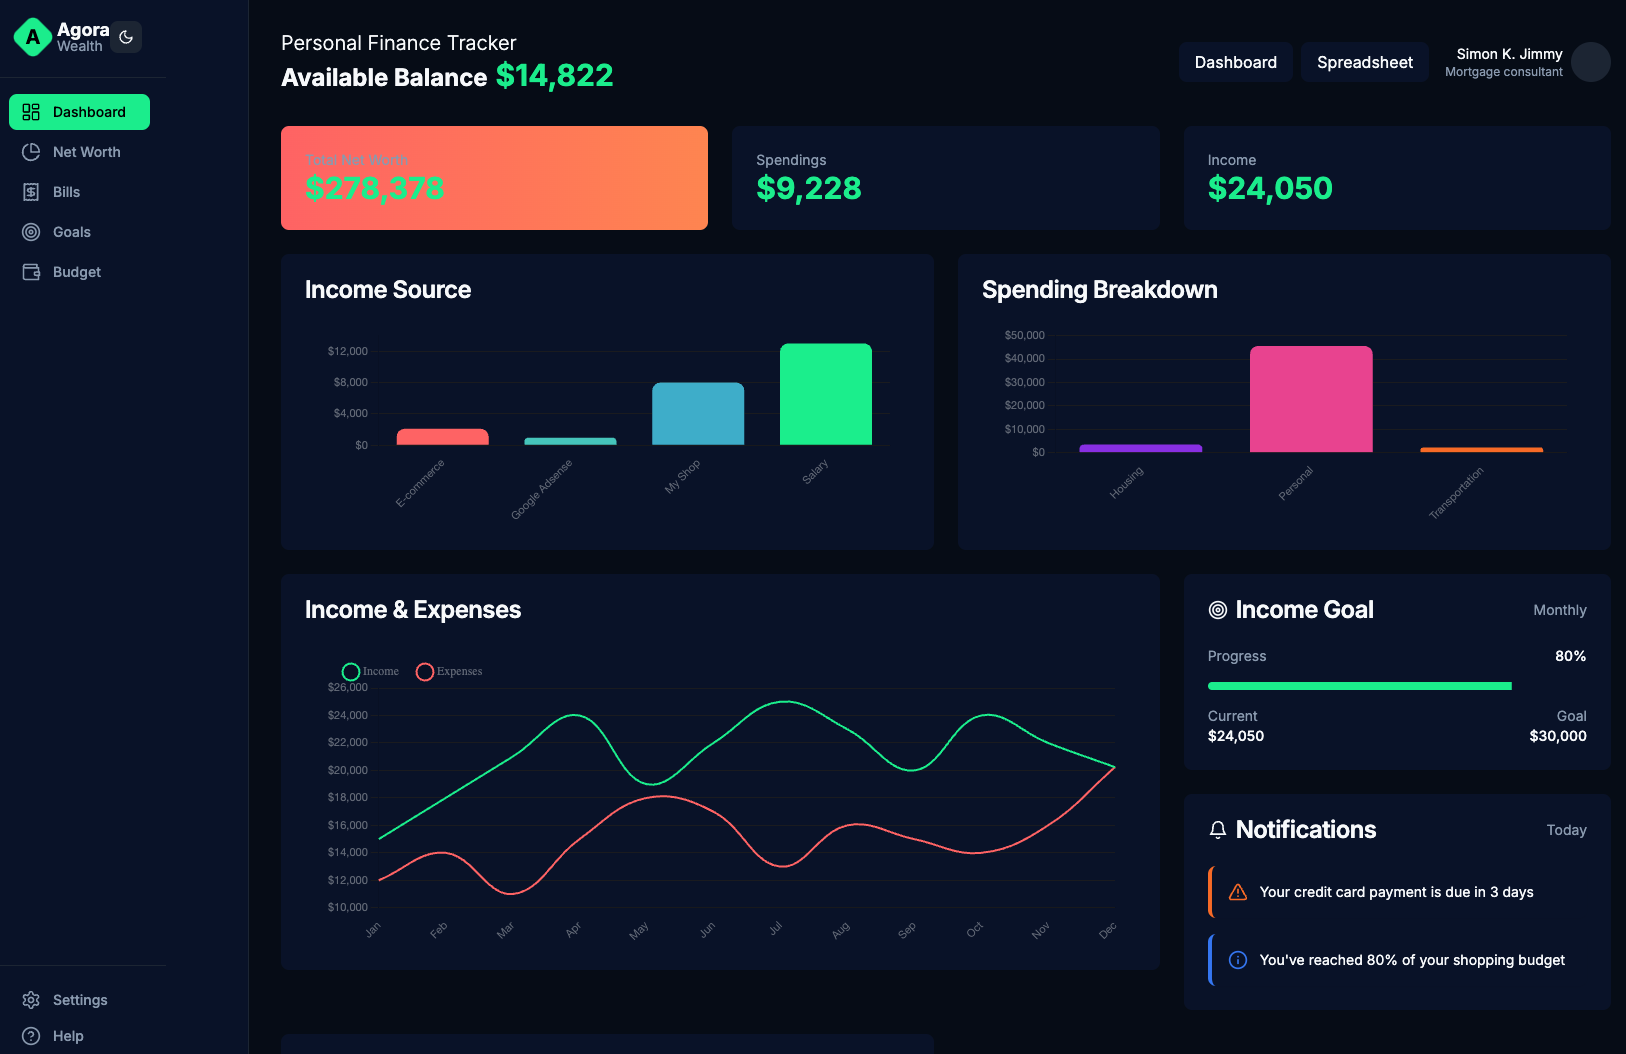 A
Agora
Wealth
Dashboard
Net Worth
Bills
Goals
Budget
Settings
Help
Personal Finance Tracker
Available Balance $14,822
Dashboard
Spreadsheet
Simon K. Jimmy
Mortgage consultant
Total Net Worth
$278,378
Spendings
$9,228
Income
$24,050
Income Source
$12,000
$8,000
$4,000
$0
E-commerce
Google Adsense
My Shop
Salary
Spending Breakdown
$50,000
$40,000
$30,000
$20,000
$10,000
$0
Housing
Personal
Transportation
Income & Expenses
Income
Expenses
$26,000
$24,000
$22,000
$20,000
$18,000
$16,000
$14,000
$12,000
$10,000
Jan
Feb
Mar
Apr
May
Jun
Jul
Aug
Sep
Oct
Nov
Dec
Income Goal
Monthly
Progress
80%
Current
Goal
$24,050
$30,000
Notifications
Today
Your credit card payment is due in 3 days
You've reached 80% of your shopping budget